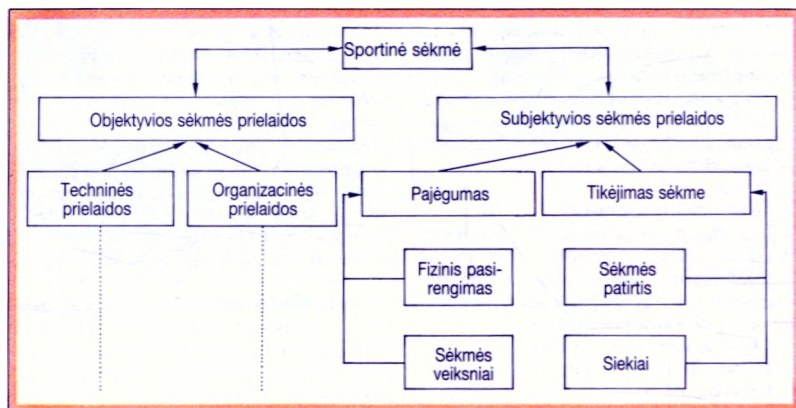 Sportinė sėkmė
Objektyvios sėkmės prielaidos
Subjektyvios sėkmės prielaidos
Techninės
prielaidos
Organizacinės
prielaidos
Pajėgumas
Tikėjimas sėkme
Fizinis pasi-
rengimas
Sėkmės
patirtis
Sėkmės
veiksniai
Siekiai